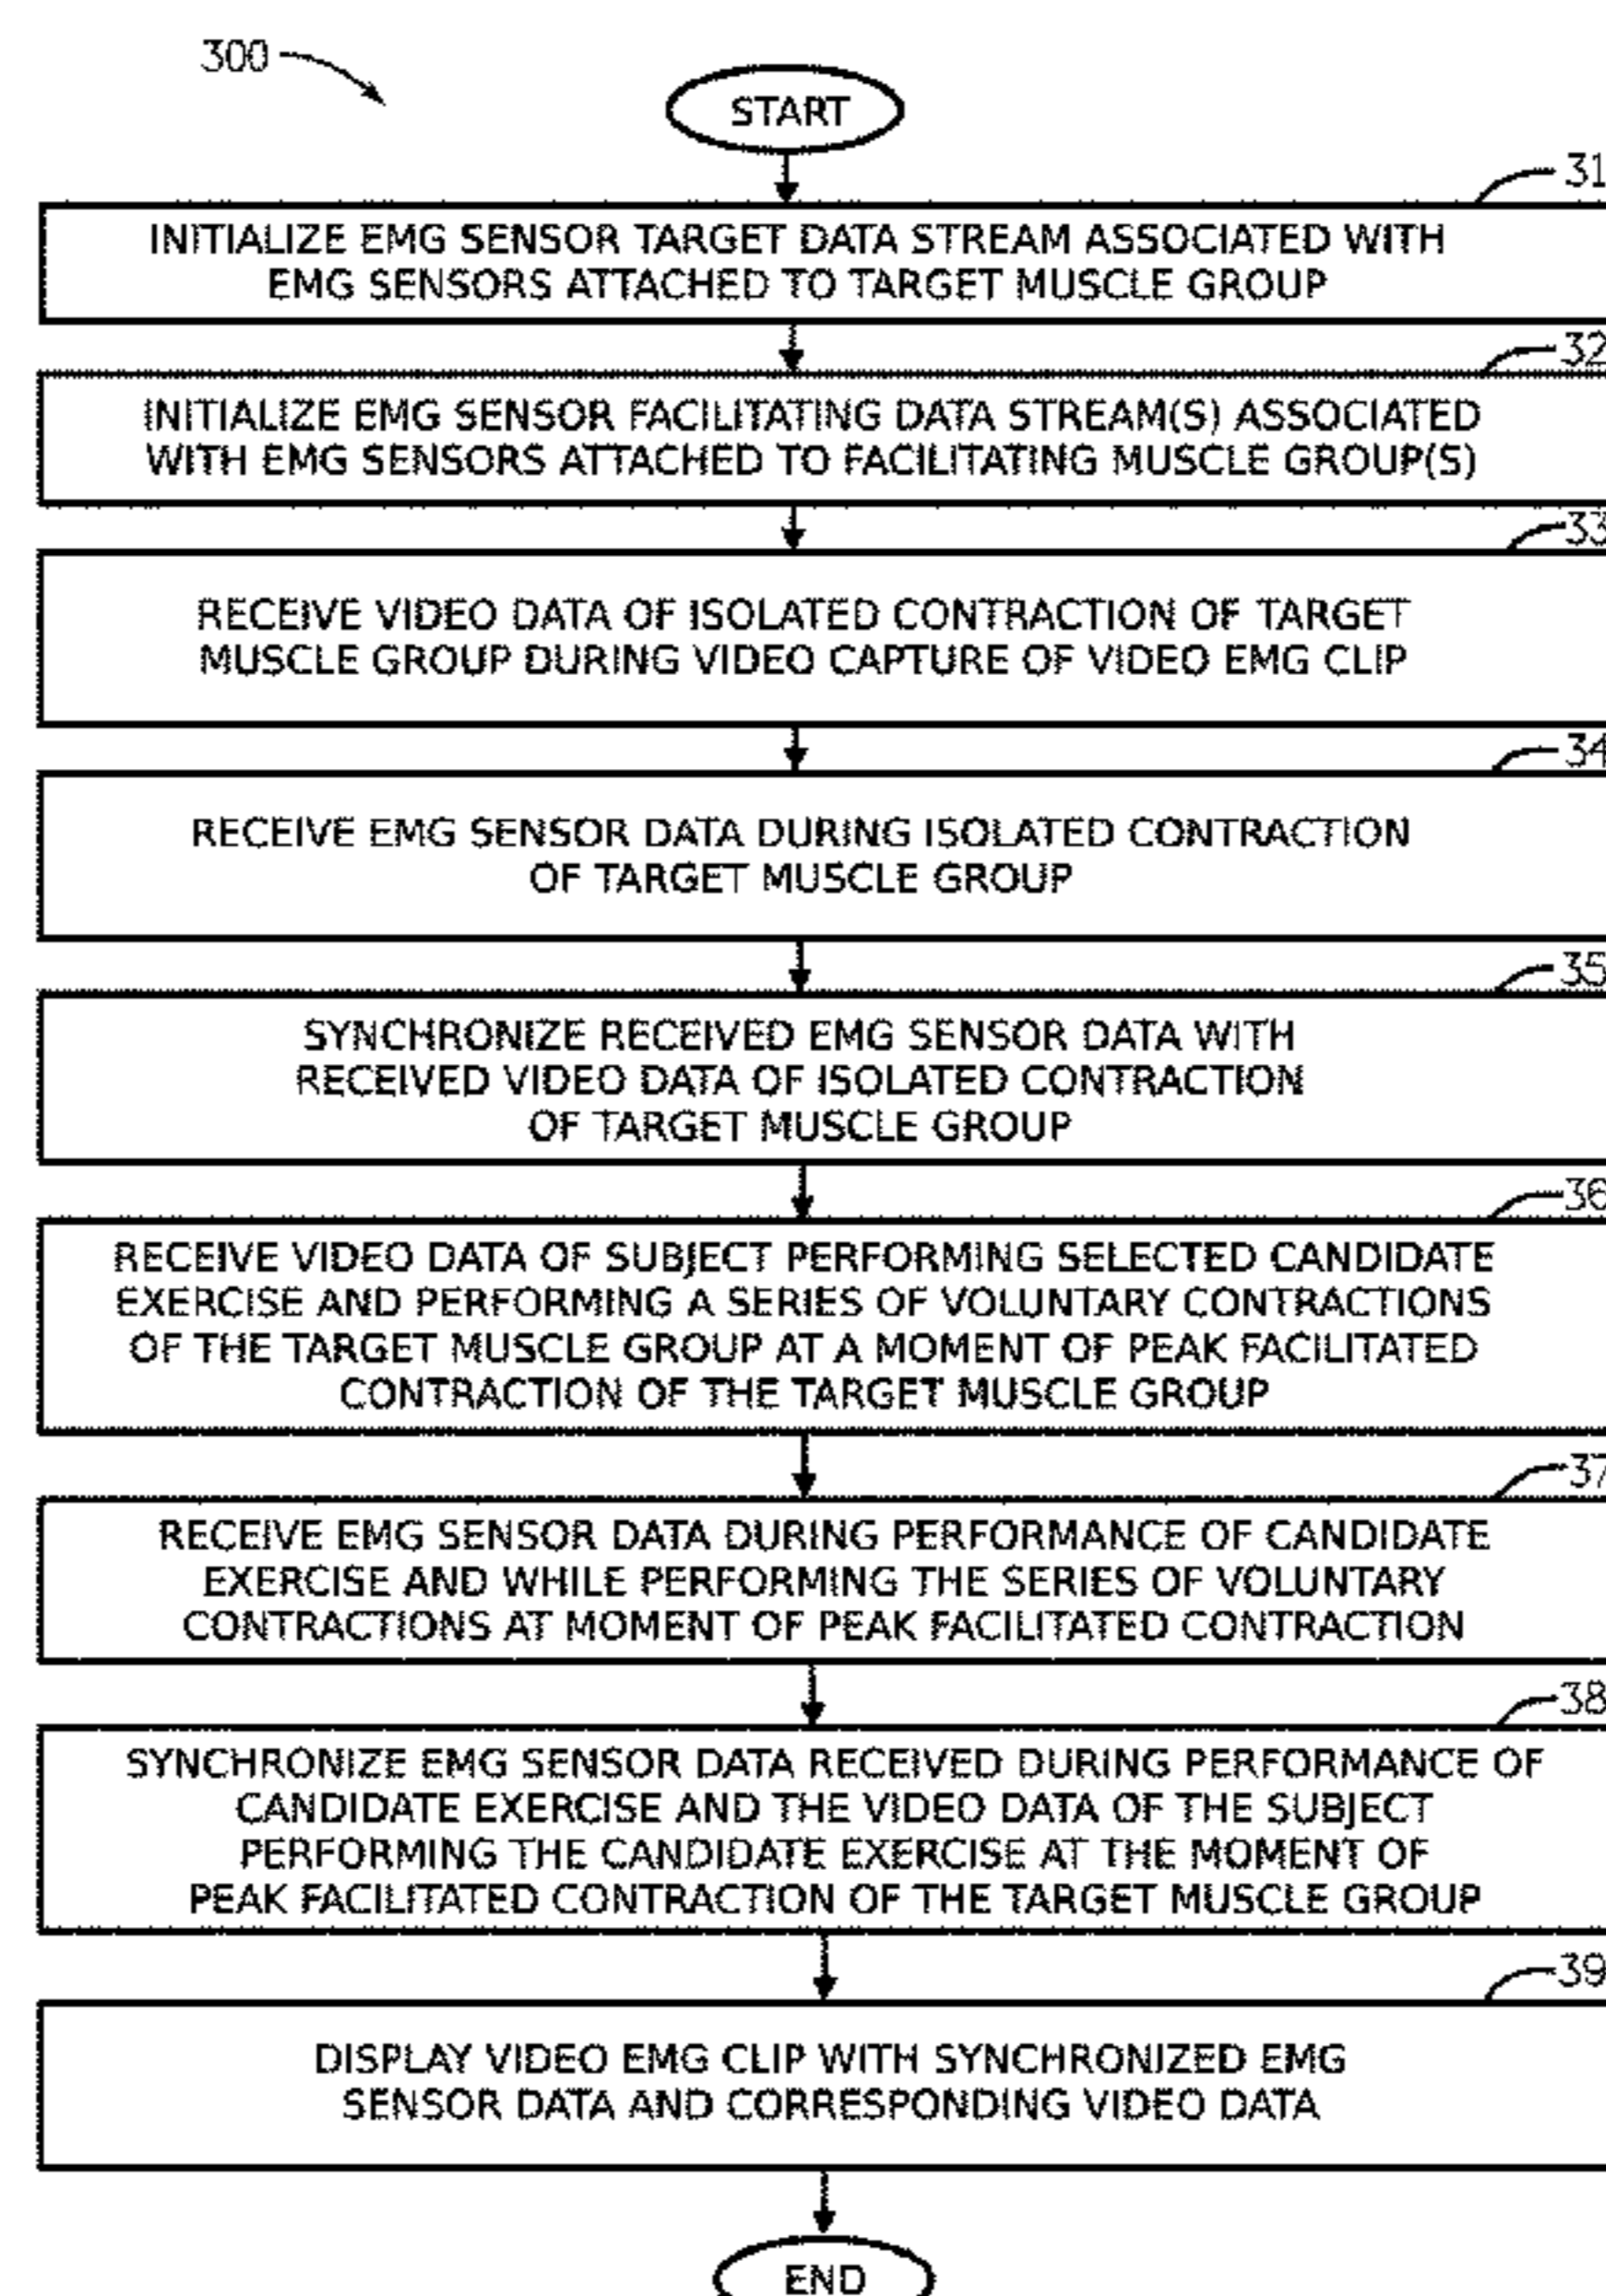 300
START
31
INITIALIZE EMG SENSOR TARGET DATA STREAM ASSOCIATED WITH
EMG SENSORS ATTACHED TO TARGET MUSCLE GROUP
32
INITIALIZE EMG SENSOR FACILITATING DATA STREAM(S) ASSOCIATED
WITH EMG SENSORS ATTACHED TO FACILITATING MUSCLE GROUP(S)
33
RECEIVE VIDEO DATA OF ISOLATED CONTRACTION OF TARGET
MUSCLE GROUP DURING VIDEO CAPTURE OF VIDEO EMG CLIP
34
RECEIVE EMG SENSOR DATA DURING ISOLATED CONTRACTION
OF TARGET MUSCLE GROUP
35
SYNCHRONIZE RECEIVED EMG SENSOR DATA WITH
RECEIVED VIDEO DATA OF ISOLATED CONTRACTION
OF TARGET MUSCLE GROUP
36
RECEIVE VIDEO DATA OF SUBJECT PERFORMING SELECTED CANDIDATE
EXERCISE AND PERFORMING A SERIES OF VOLUNTARY CONTRACTIONS
OF THE TARGET MUSCLE GROUP AT A MOMENT OF PEAK FACILITATED
CONTRACTION OF THE TARGET MUSCLE GROUP
37
RECEIVE EMG SENSOR DATA DURING PERFORMANCE OF CANDIDATE
EXERCISE AND WHILE PERFORMING THE SERIES OF VOLUNTARY
CONTRACTIONS AT MOMENT OF PEAK FACILITATED CONTRACTION
38
SYNCHRONIZE EMG SENSOR DATA RECEIVED DURING PERFORMANCE OF
CANDIDATE EXERCISE AND THE VIDEO DATA OF THE SUBJECT
PERFORMING THE CANDIDATE EXERCISE AT THE MOMENT OF
PEAK FACILITATED CONTRACTION OF THE TARGET MUSCLE GROUP
39
DISPLAY VIDEO EMG CLIP WITH SYNCHRONIZED EMG
SENSOR DATA AND CORRESPONDING VIDEO DATA
END